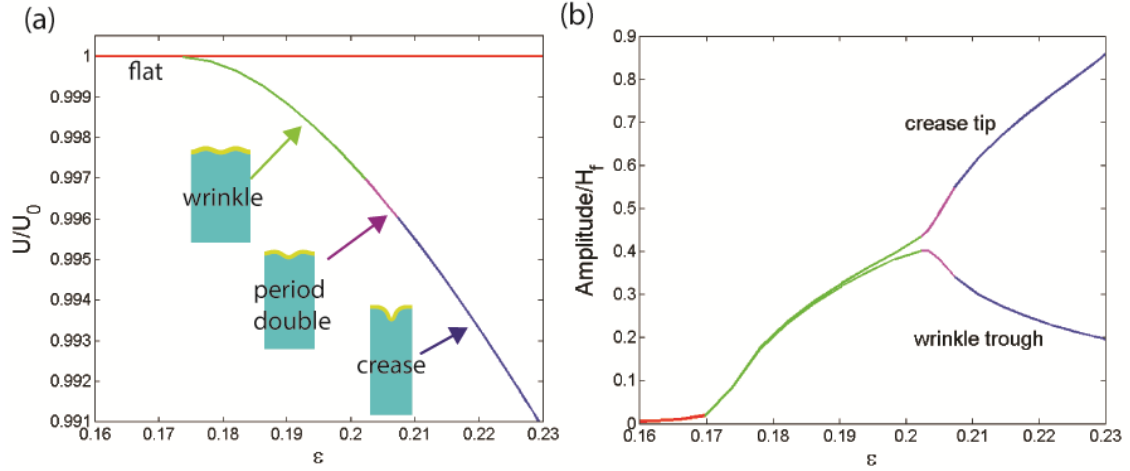 (a)
U/U0
1
0.999
0.998
0.997
0.996
0.995
0.994
0.993
0.992
0.991
flat
wrinkle
period
double
crease
0.16 0.17 0.18 0.19 0.2 0.21 0.22 0.23
ε
(b)
Amplitude/Hf
0.9
0.8
0.7
0.6
0.5
0.4
0.3
0.2
0.1
0
crease tip
wrinkle trough
0.16 0.17 0.18 0.19 0.2 0.21 0.22 0.23
ε